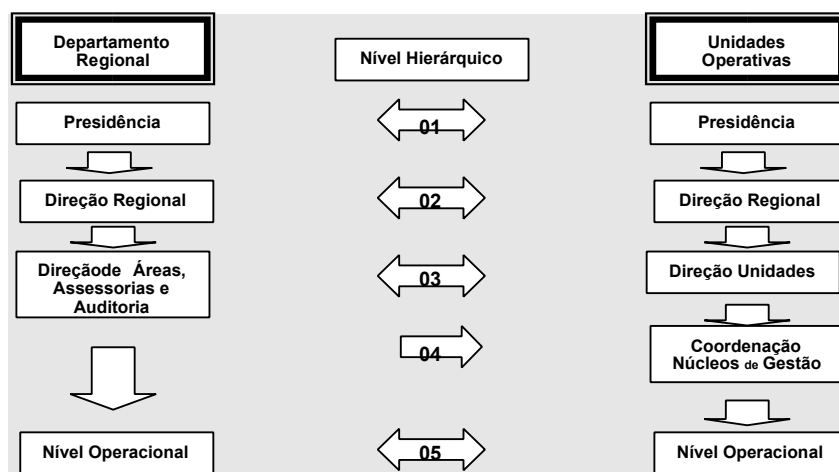 Departamento
Regional
Nível Hierárquico
Unidades
Operativas
Presidência
01
Presidência
Direção Regional
02
Direção Regional
Direçãode Áreas,
Assessorias e
Auditoria
03
Direção Unidades
04
Coordenação
Núcleos de Gestão
Nível Operacional
05
Nível Operacional